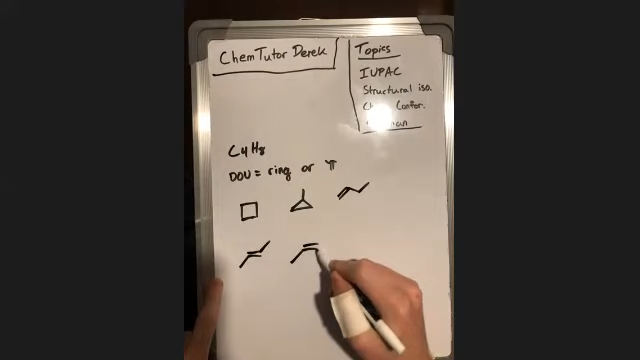 ChemTutor Derek
Topics
IUPAC
Structural iso.
Confor.
C4H8
DOU = ring or π